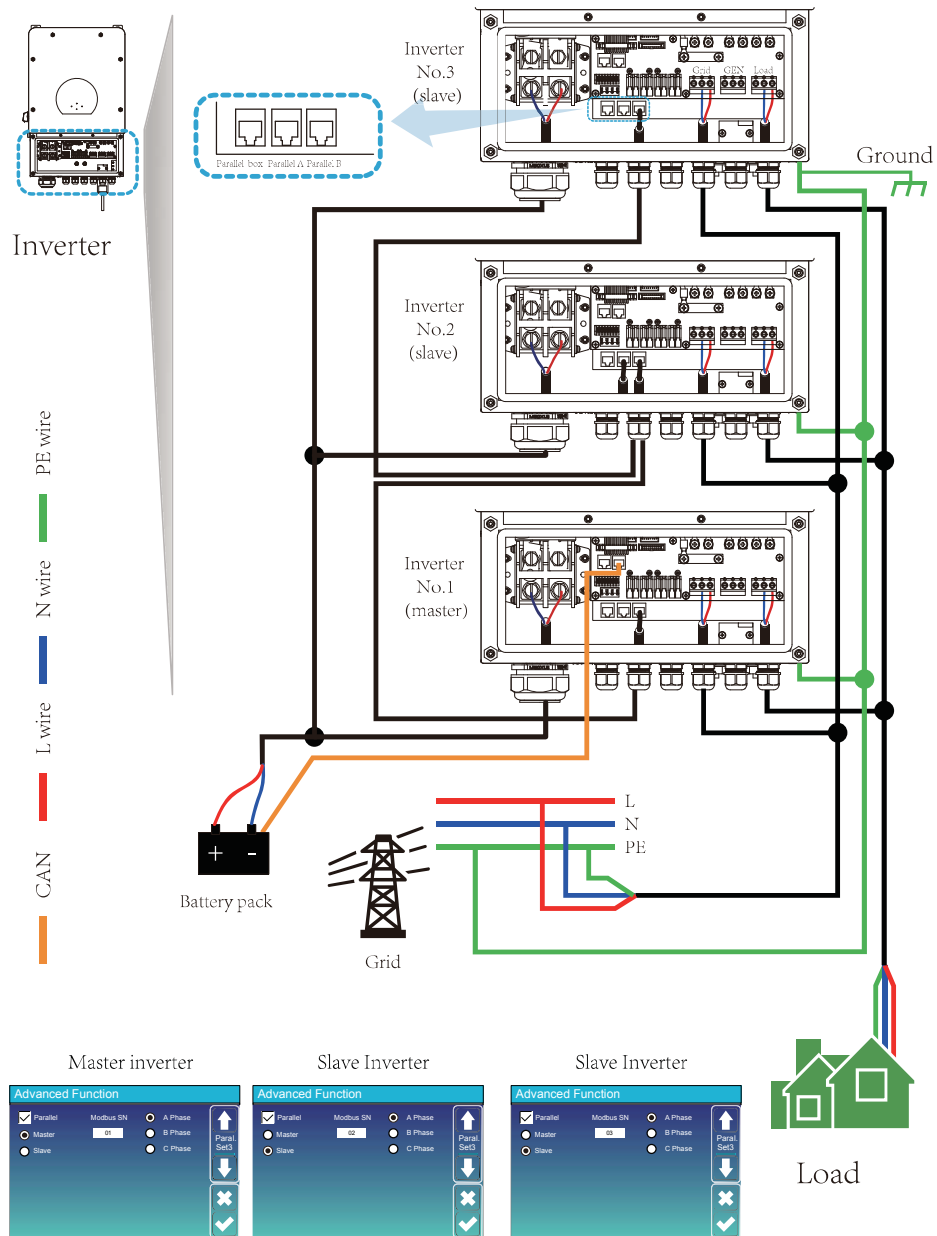 Inverter
No.3
(slave)
Grid GEN Load
Parallel box Parallel A Parallel B
Ground
Inverter
Inverter
No.2
(slave)
PE wire
N wire
L wire
CAN
Inverter
No.1
(master)
L
N
PE
+ -
Battery pack
Grid
Load
Master inverter
Slave Inverter
Slave Inverter
Advanced Function
Parallel Modbus SN A Phase
Master 01 B Phase
Slave C Phase
Paral.
Set3
Advanced Function
Parallel Modbus SN A Phase
Master 02 B Phase
Slave C Phase
Paral.
Set3
Advanced Function
Parallel Modbus SN A Phase
Master 03 B Phase
Slave C Phase
Paral.
Set3